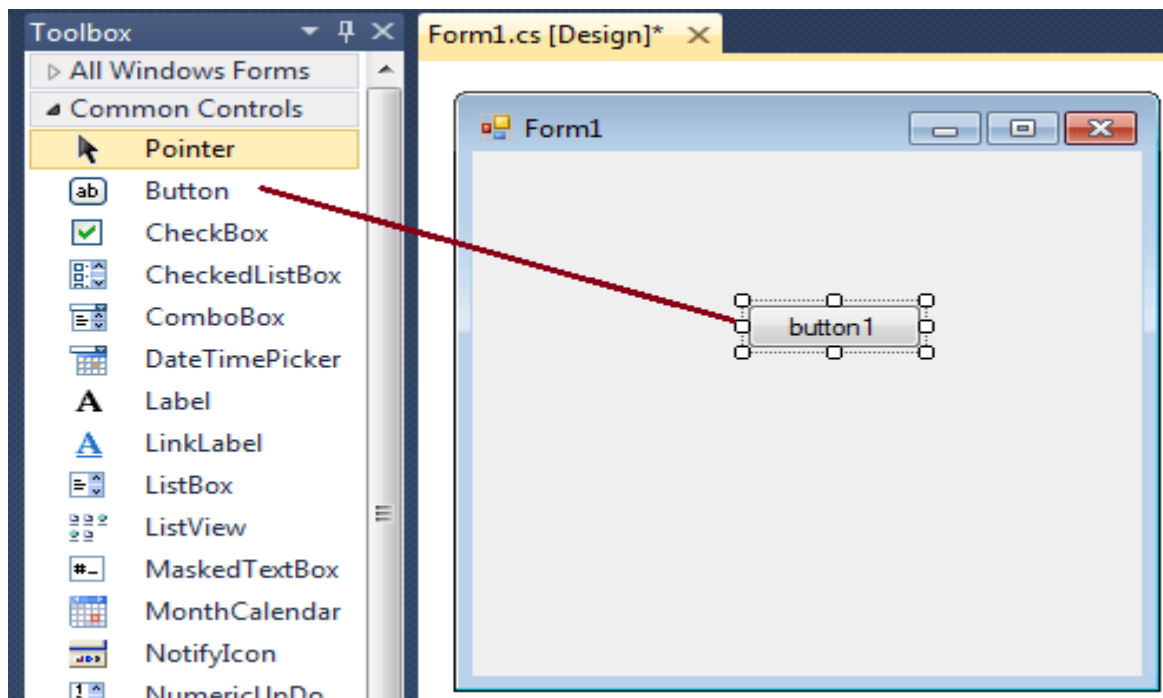 Toolbox
All Windows Forms
Common Controls
Pointer
ab Button
CheckBox
CheckedListBox
ComboBox
DateTimePicker
A Label
A LinkLabel
ListBox
ListView
#_ MaskedTextBox
MonthCalendar
NotifyIcon
Form1.cs [Design]*
Form1
button1